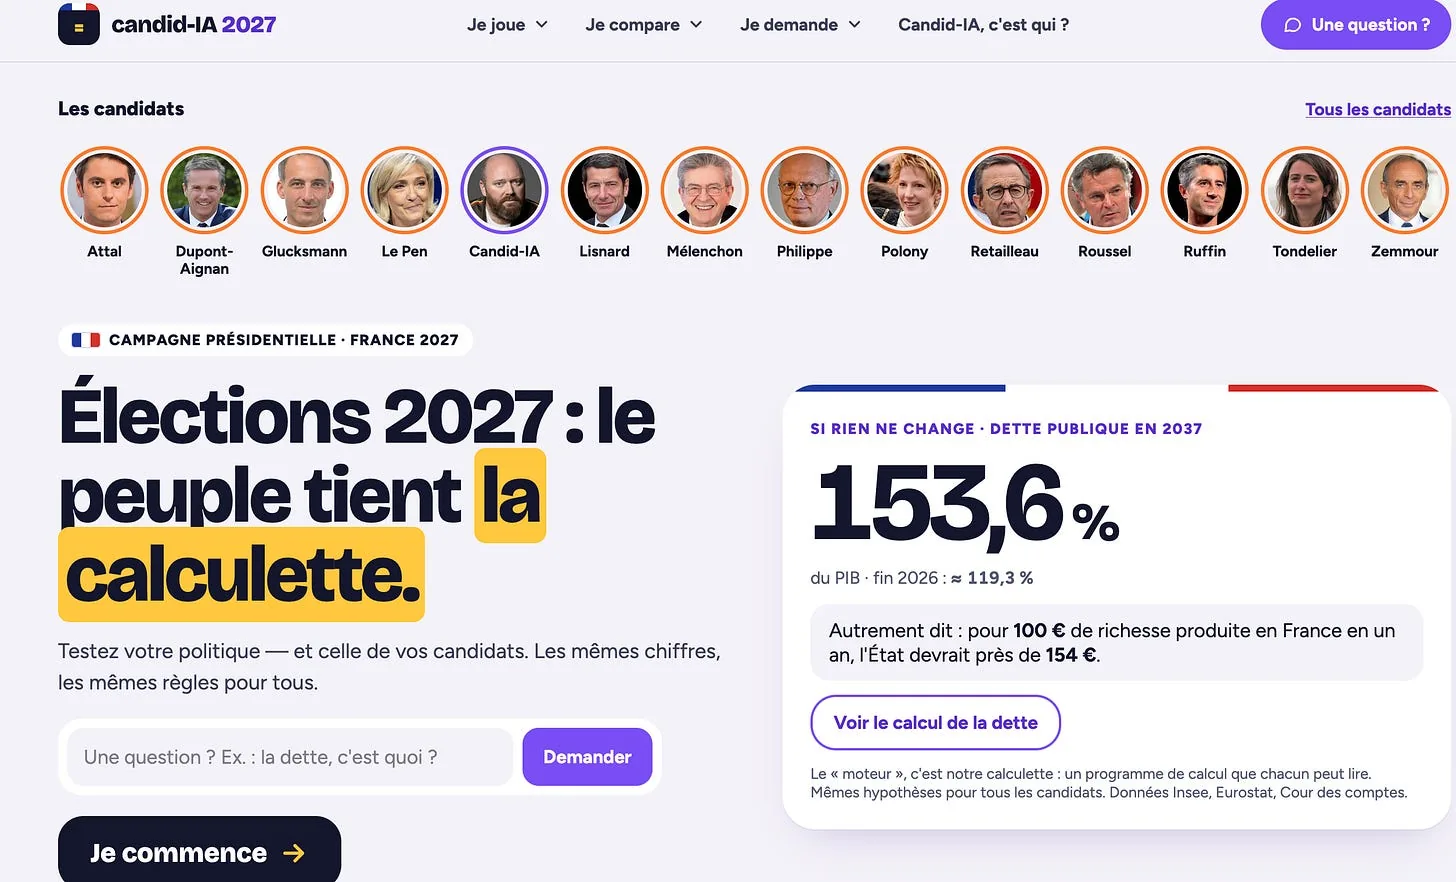 candid-IA 2027
Je joue
Je compare
Je demande
Candid-IA, c'est qui ?
Une question ?
Les candidats
Tous les candidats
Attal
Dupont-
Aignan
Glucksmann
Le Pen
Candid-IA
Lisnard
Mélenchon
Philippe
Polony
Retailleau
Roussel
Ruffin
Tondelier
Zemmour
CAMPAGNE PRÉSIDENTIELLE · FRANCE 2027
Élections 2027 : le
peuple tient la
calculette.
Testez votre politique — et celle de vos candidats. Les mêmes chiffres,
les mêmes règles pour tous.
Une question ? Ex. : la dette, c'est quoi ?
Demander
Je commence →
SI RIEN NE CHANGE · DETTE PUBLIQUE EN 2037
153,6 %
du PIB · fin 2026 : ≈ 119,3 %
Autrement dit : pour 100 € de richesse produite en France en un
an, l'État devrait près de 154 €.
Voir le calcul de la dette
Le « moteur », c'est notre calculette : un programme de calcul que chacun peut lire.
Mêmes hypothèses pour tous les candidats. Données Insee, Eurostat, Cour des comptes.